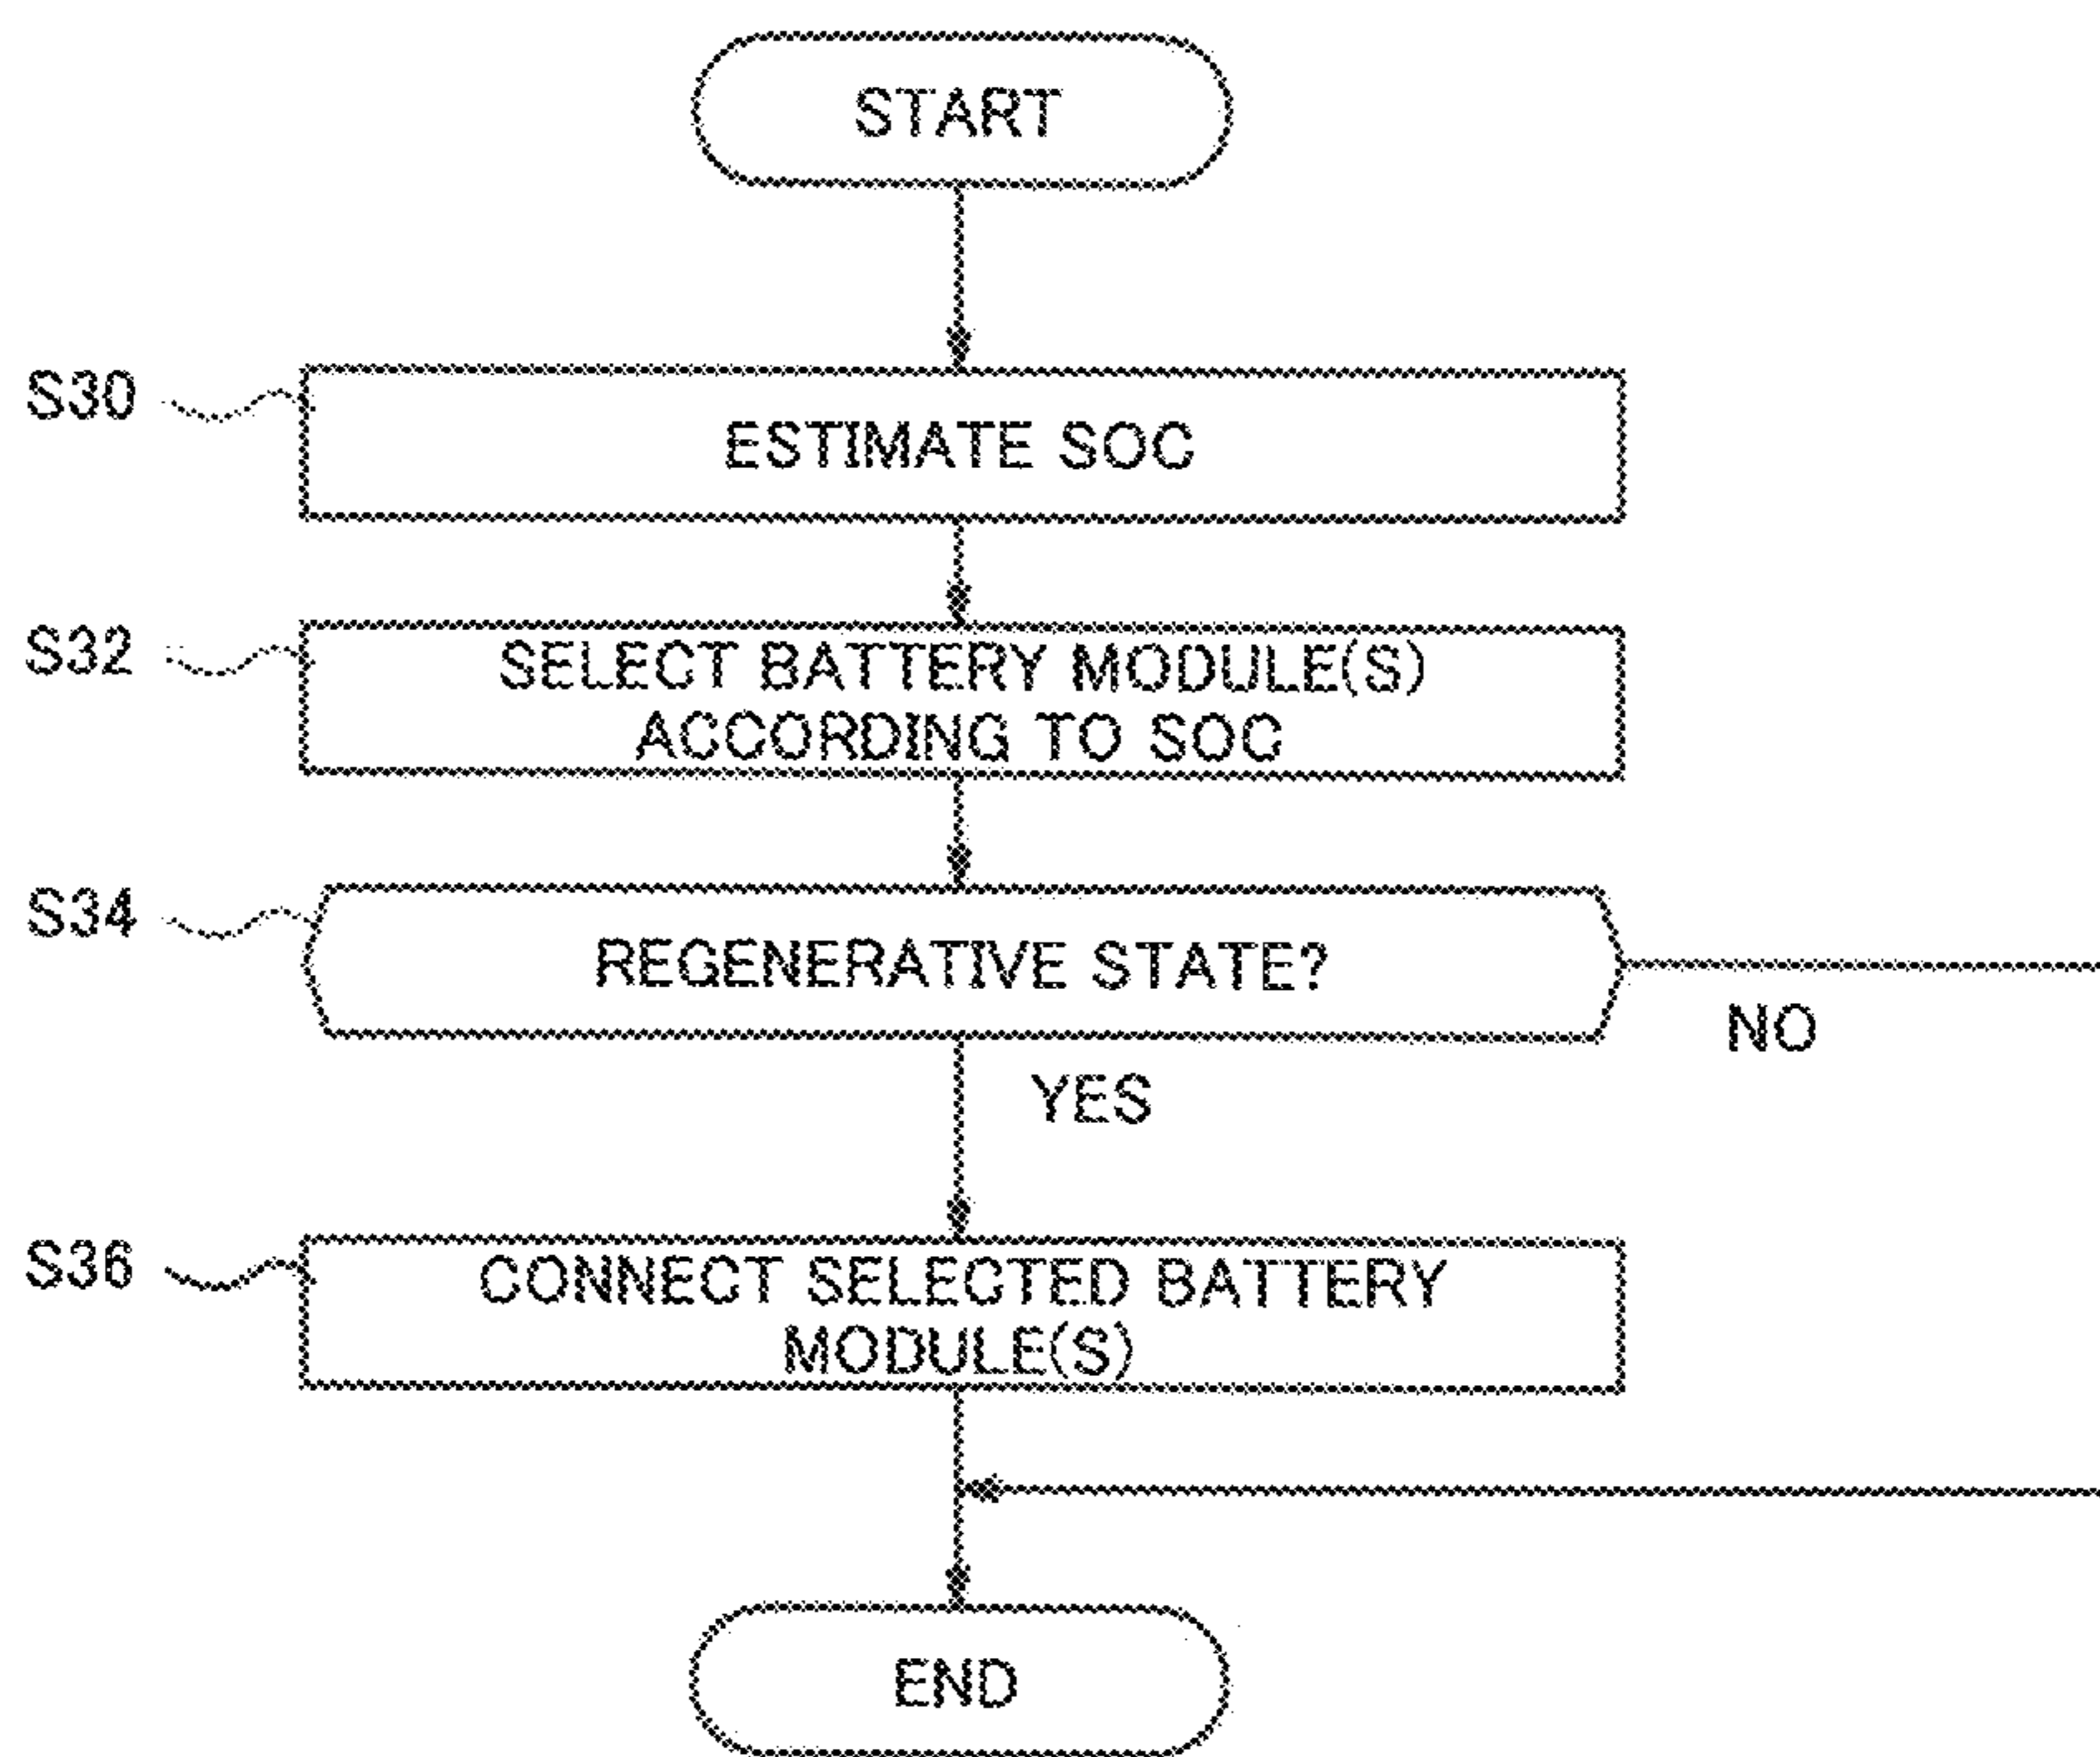 START
S30
ESTIMATE SOC
S32
SELECT BATTERY MODULE(S)
ACCORDING TO SOC
S34
REGENERATIVE STATE?
NO
YES
S36
CONNECT SELECTED BATTERY
MODULE(S)
END